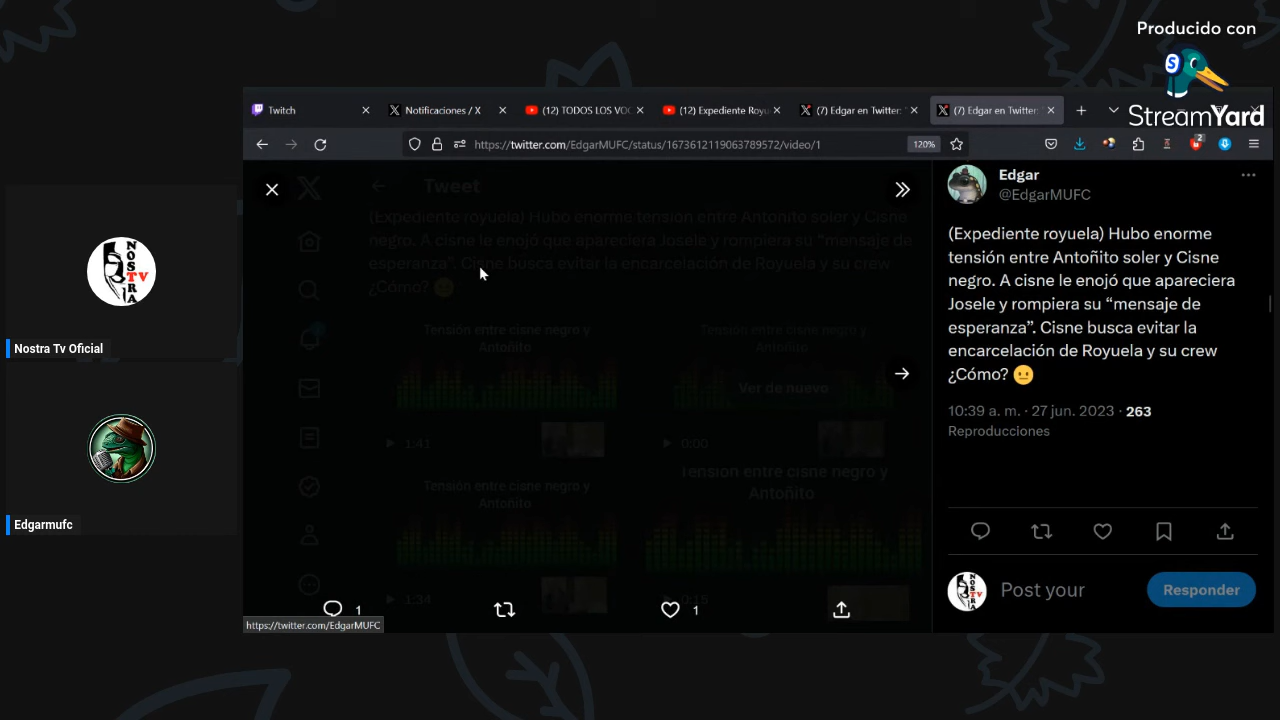 Producido con
StreamYard
Twitch
Notificaciones / X
(12) TODOS LOS VOC
(12) Expediente Royu
(7) Edgar en Twitter: "
(7) Edgar en Twitter: "
https://twitter.com/EdgarMUFC/status/1673612119063789572/video/1
120%
2
Tweet
(Expediente royuela) Hubo enorme tensión entre Antoñito soler y Cisne
negro. A cisne le enojó que apareciera Josele y rompiera su “mensaje de
esperanza”. Cisne busca evitar la encarcelación de Royuela y su crew
¿Cómo? 😐
Tensión entre cisne negro y
Antoñito
Tensión entre cisne negro y
Antoñito
Ver de nuevo
1:41
0:00
Tensión entre cisne negro y
Antoñito
Tensión entre cisne negro y
Antoñito
1:34
0:15
1
1
https://twitter.com/EdgarMUFC
Edgar
@EdgarMUFC
(Expediente royuela) Hubo enorme
tensión entre Antoñito soler y Cisne
negro. A cisne le enojó que apareciera
Josele y rompiera su “mensaje de
esperanza”. Cisne busca evitar la
encarcelación de Royuela y su crew
¿Cómo? 😐
10:39 a. m. · 27 jun. 2023 · 263
Reproducciones
Post your
Responder
NOSTRA TV
Nostra Tv Oficial
Edgarmufc